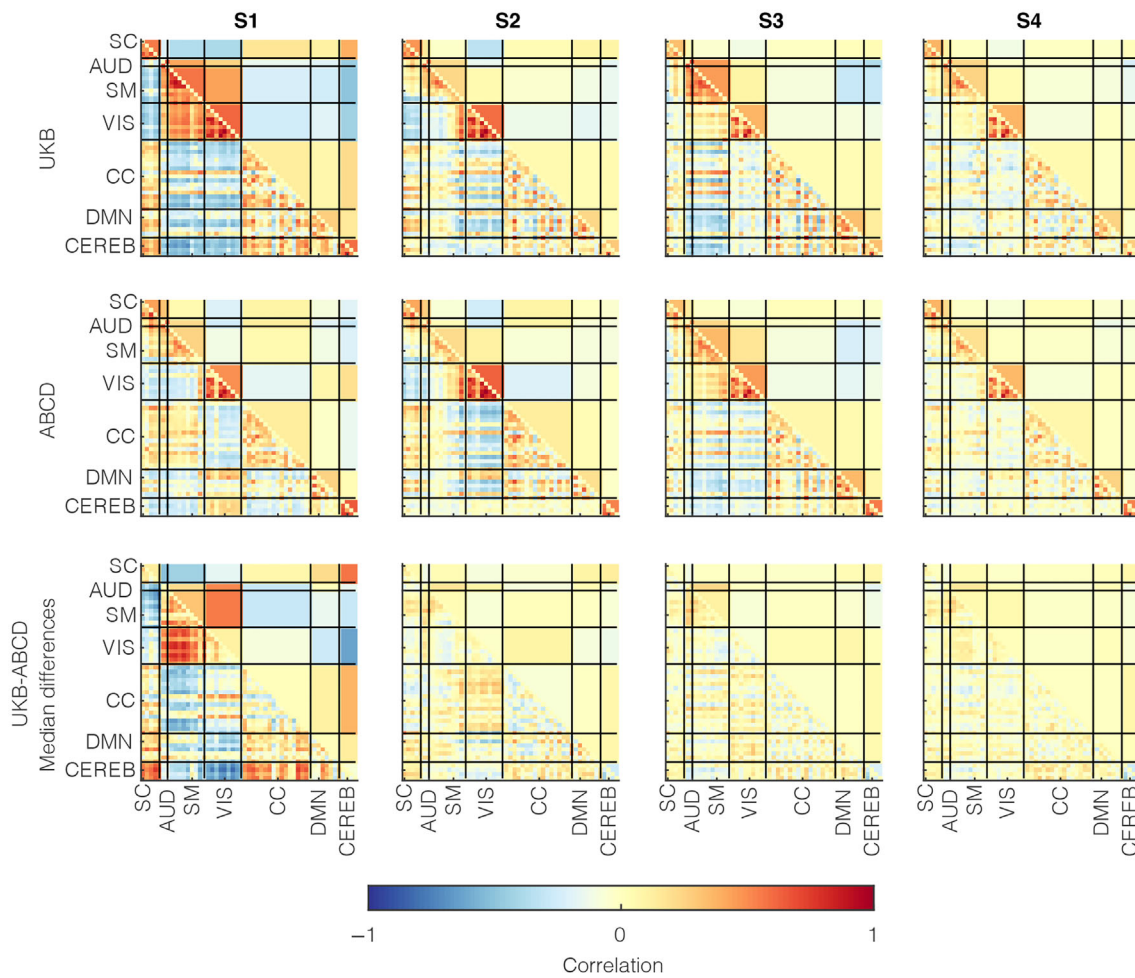 S1 S2 S3 S4
UKB
SC
AUD
SM
VIS
CC
DMN
CEREB
ABCD
SC
AUD
SM
VIS
CC
DMN
CEREB
UKB-ABCD
Median differences
SC
AUD
SM
VIS
CC
DMN
CEREB
SC AUD SM VIS CC DMN CEREB
SC AUD SM VIS CC DMN CEREB
SC AUD SM VIS CC DMN CEREB
SC AUD SM VIS CC DMN CEREB
−1 0 1
Correlation